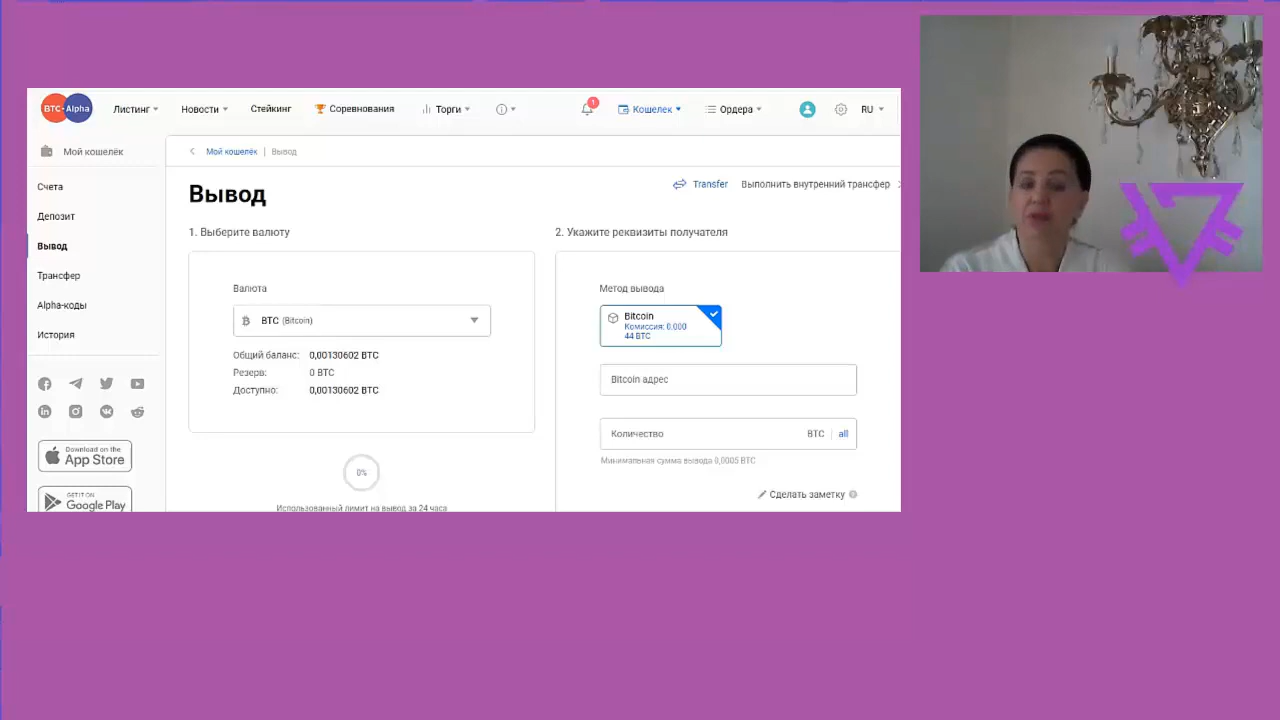 BTC-Alpha
Листинг
Новости
Стейкинг
Соревнования
Торги
1
Кошелек
Ордера
RU
Мой кошелёк
Счета
Депозит
Вывод
Трансфер
Alpha-коды
История
Download on the
App Store
GET IT ON
Google Play
Мой кошелёк | Вывод
Вывод
Transfer Выполнить внутренний трансфер
1. Выберите валюту
Валюта
BTC (Bitcoin)
Общий баланс: 0,00130602 BTC
Резерв: 0 BTC
Доступно: 0,00130602 BTC
0%
Использованный лимит на вывод за 24 часа
2. Укажите реквизиты получателя
Метод вывода
Bitcoin
Комиссия: 0.000
44 BTC
Bitcoin адрес
Количество BTC | all
Минимальная сумма вывода 0,0005 BTC
Сделать заметку